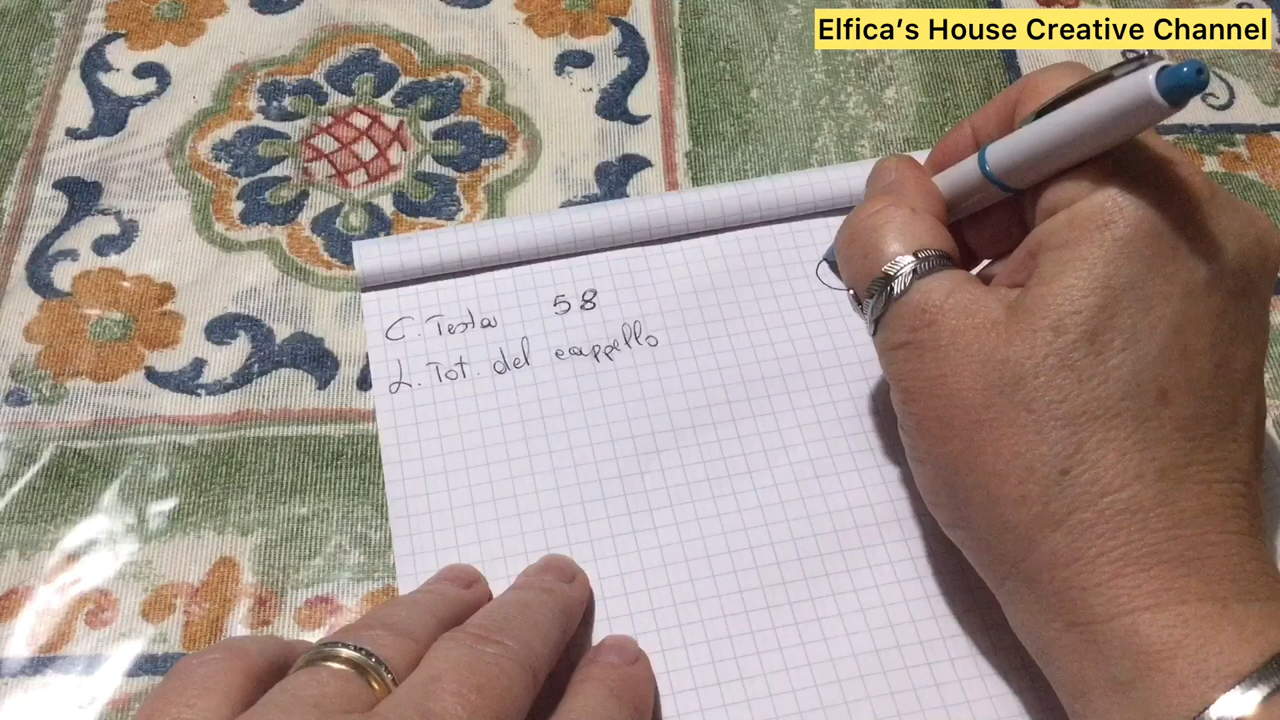 Elfica’s House Creative Channel
C. Testa 58
L. Tot. del cappello